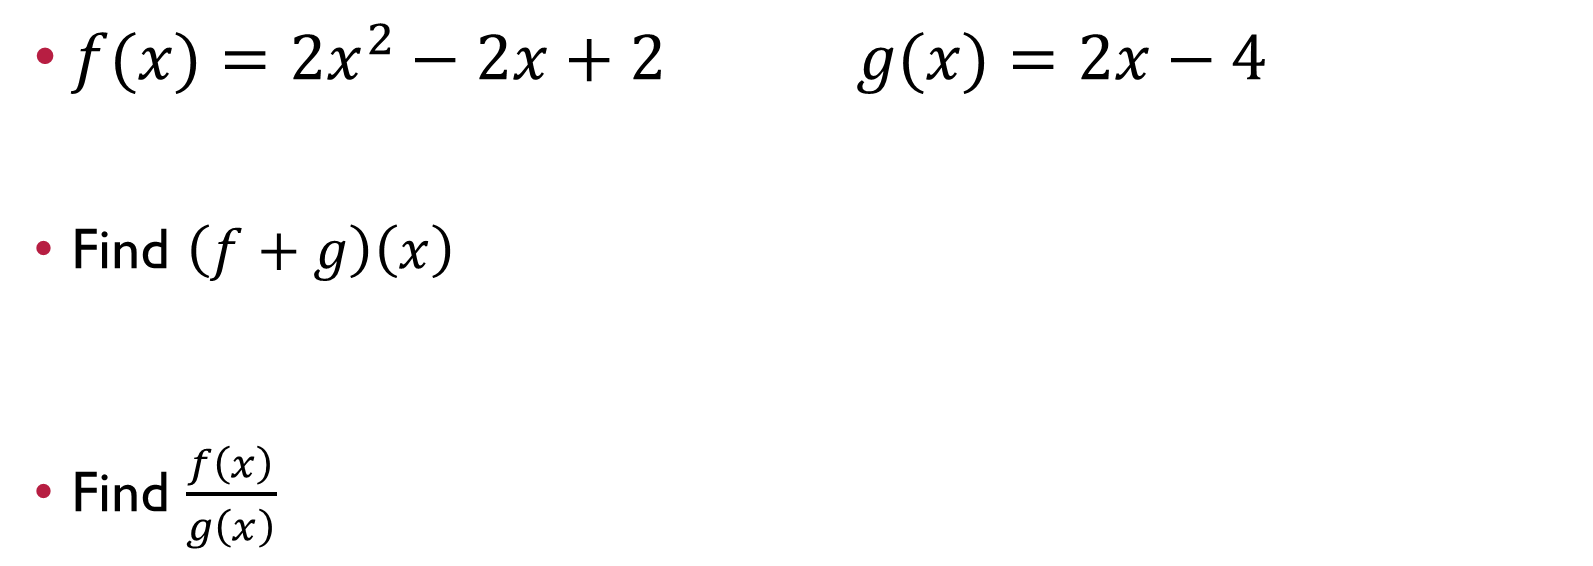 • f(x) = 2x² − 2x + 2 g(x) = 2x − 4
• Find (f + g)(x)
• Find f(x)/g(x)